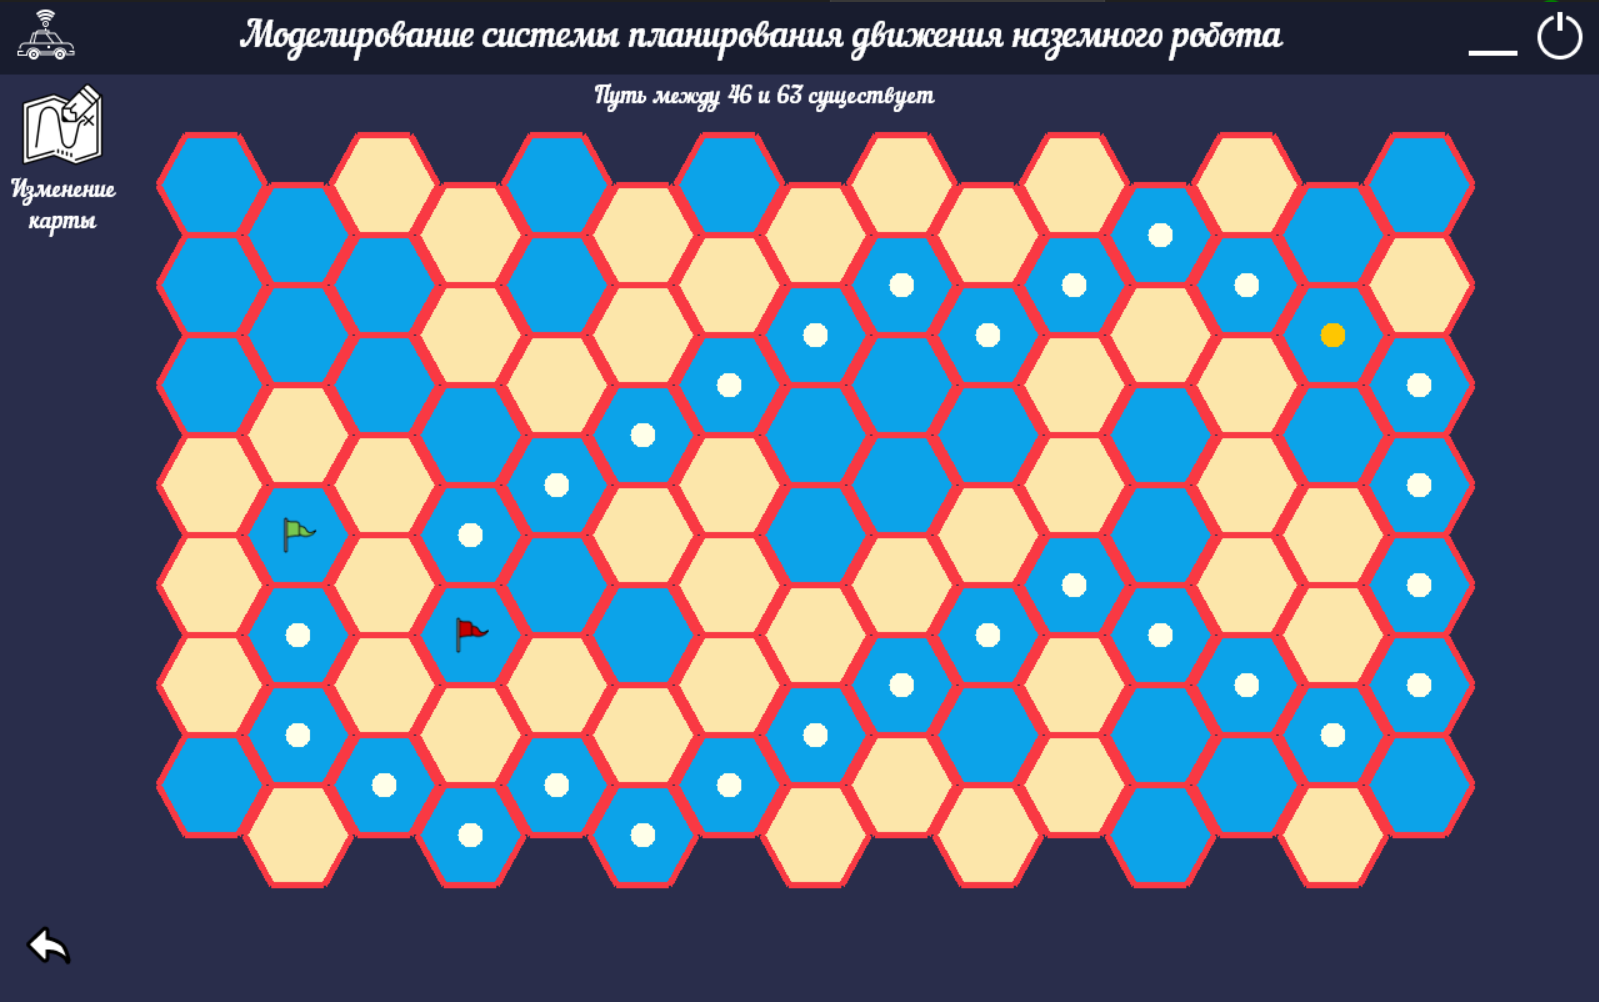 Моделирование системы планирования движения наземного робота
Путь между 46 и 63 существует
Изменение
карты